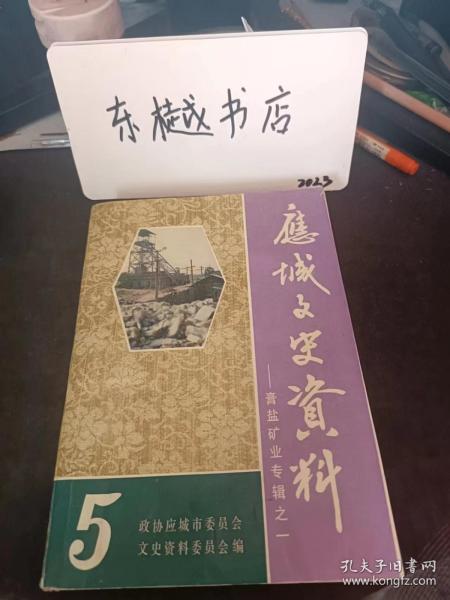 东樾书店
2023
應城文史資料
——膏盐矿业专辑之一
5
政协应城市委员会
文史资料委员会编
孔夫子旧书网
www.kongfz.com